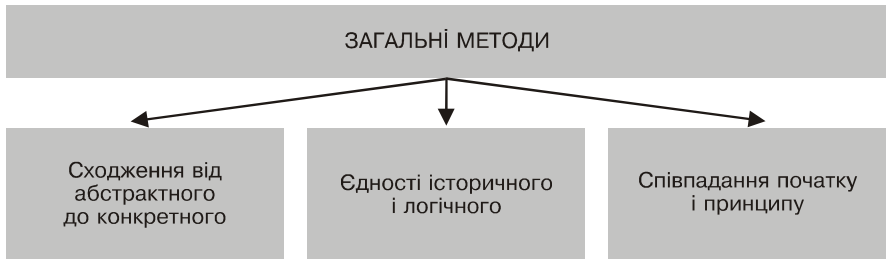 ЗАГАЛЬНІ МЕТОДИ
Сходження від
абстрактного
до конкретного
Єдності історичного
і логічного
Співпадання початку
і принципу